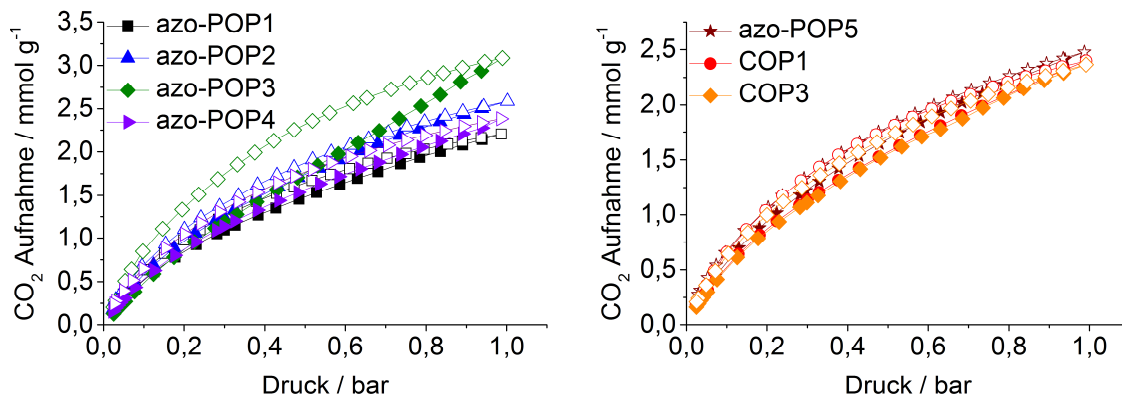 CO₂ Aufnahme / mmol g⁻¹
3,5
3,0
2,5
2,0
1,5
1,0
0,5
0,0
azo-POP1
azo-POP2
azo-POP3
azo-POP4
0,0 0,2 0,4 0,6 0,8 1,0
Druck / bar
CO₂ Aufnahme / mmol g⁻¹
2,5
2,0
1,5
1,0
0,5
0,0
azo-POP5
COP1
COP3
0,0 0,2 0,4 0,6 0,8 1,0
Druck / bar